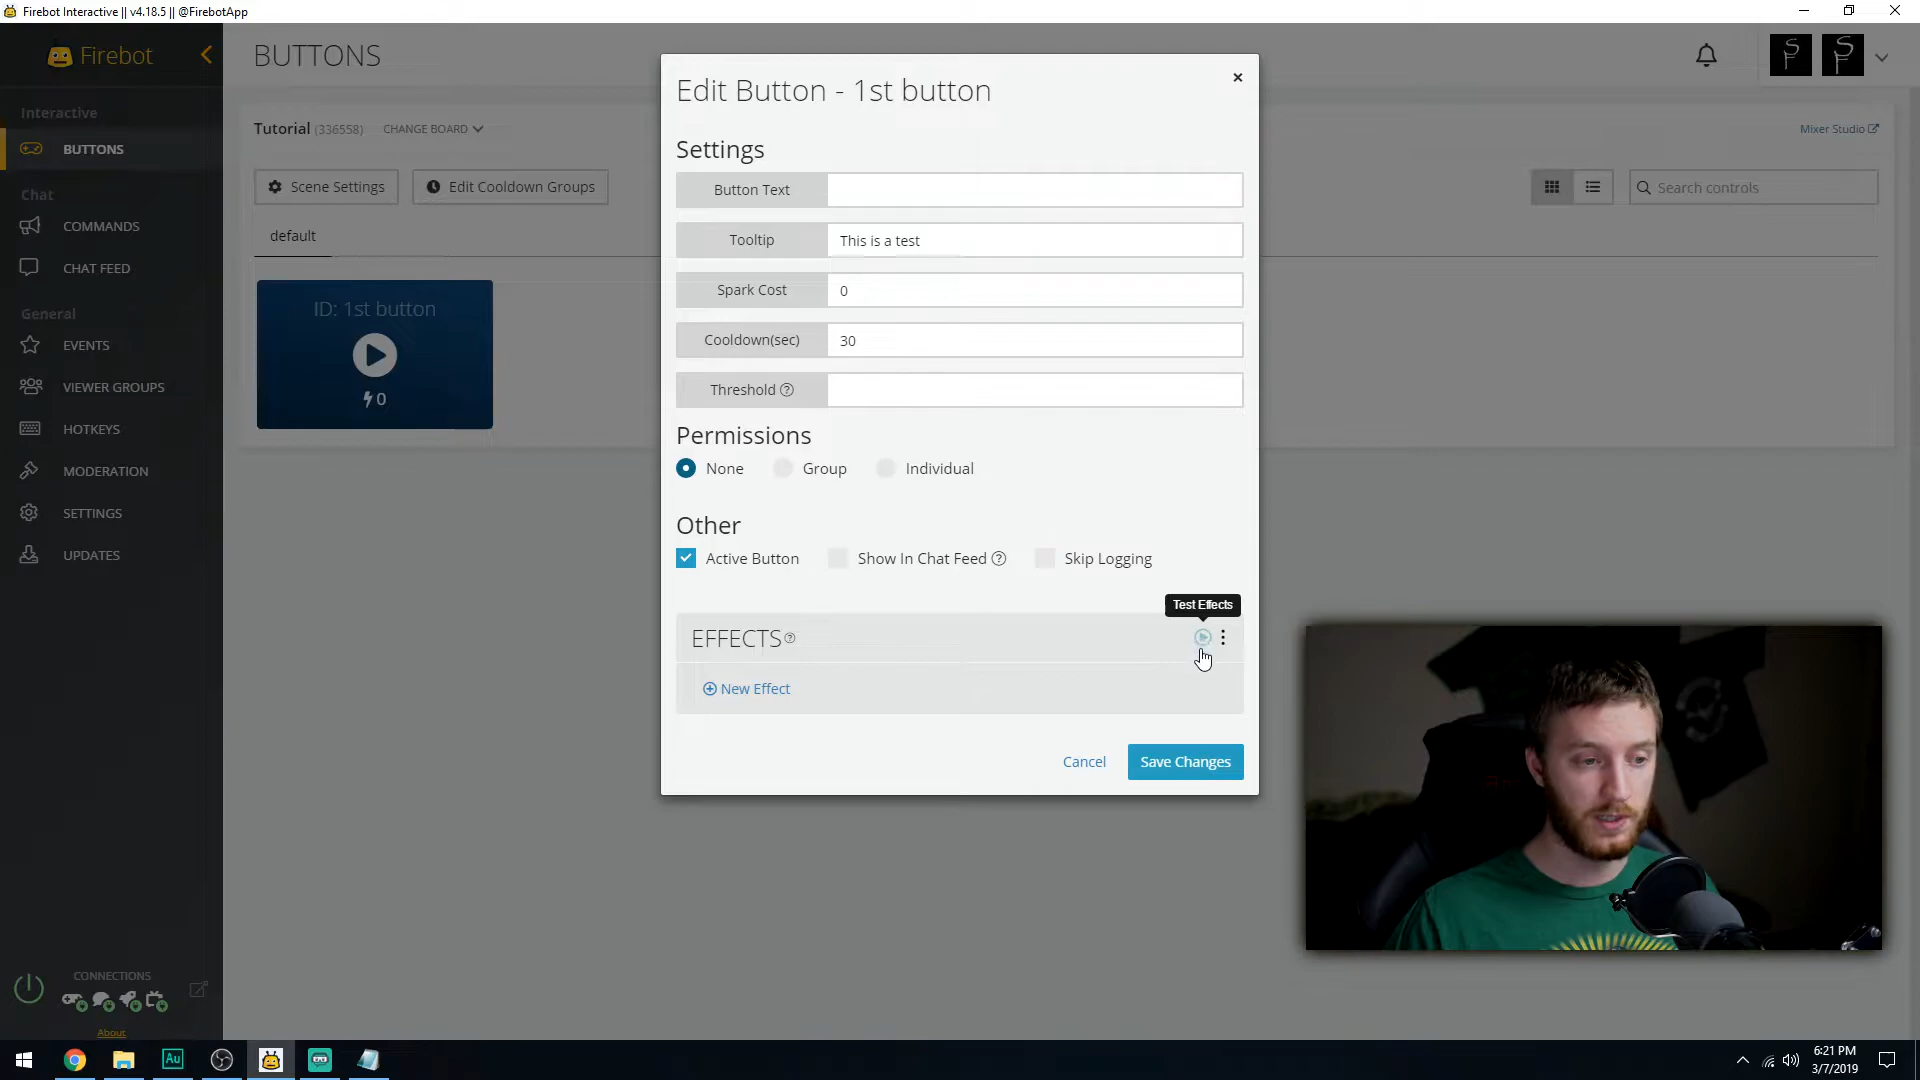 Firebot Interactive || v4.18.5 || @FirebotApp
Firebot
BUTTONS
Interactive
BUTTONS
Chat
COMMANDS
CHAT FEED
General
EVENTS
VIEWER GROUPS
HOTKEYS
MODERATION
SETTINGS
UPDATES
CONNECTIONS
About
Tutorial (336558) CHANGE BOARD
Mixer Studio
Scene Settings
Edit Cooldown Groups
Search controls
default
ID: 1st button
0
Edit Button - 1st button
Settings
Button Text
Tooltip This is a test
Spark Cost 0
Cooldown(sec) 30
Threshold
Permissions
None Group Individual
Other
Active Button Show In Chat Feed Skip Logging
Test Effects
EFFECTS
New Effect
Cancel Save Changes
Au
6:21 PM
3/7/2019